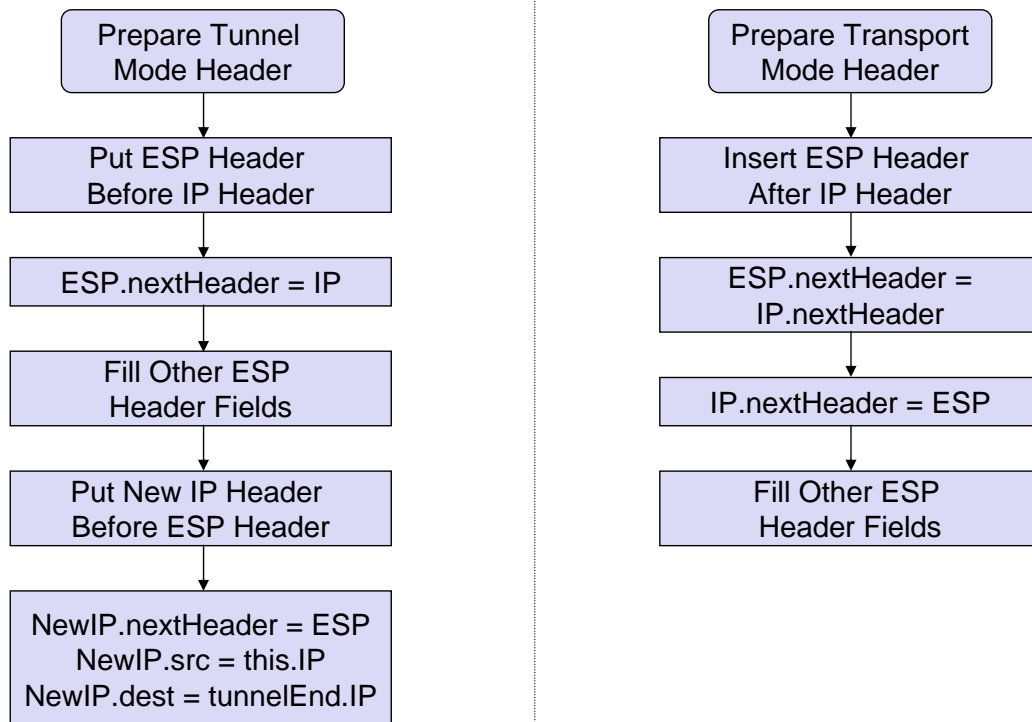 Prepare Tunnel
Mode Header
Put ESP Header
Before IP Header
ESP.nextHeader = IP
Fill Other ESP
Header Fields
Put New IP Header
Before ESP Header
NewIP.nextHeader = ESP
NewIP.src = this.IP
NewIP.dest = tunnelEnd.IP
Prepare Transport
Mode Header
Insert ESP Header
After IP Header
ESP.nextHeader =
IP.nextHeader
IP.nextHeader = ESP
Fill Other ESP
Header Fields